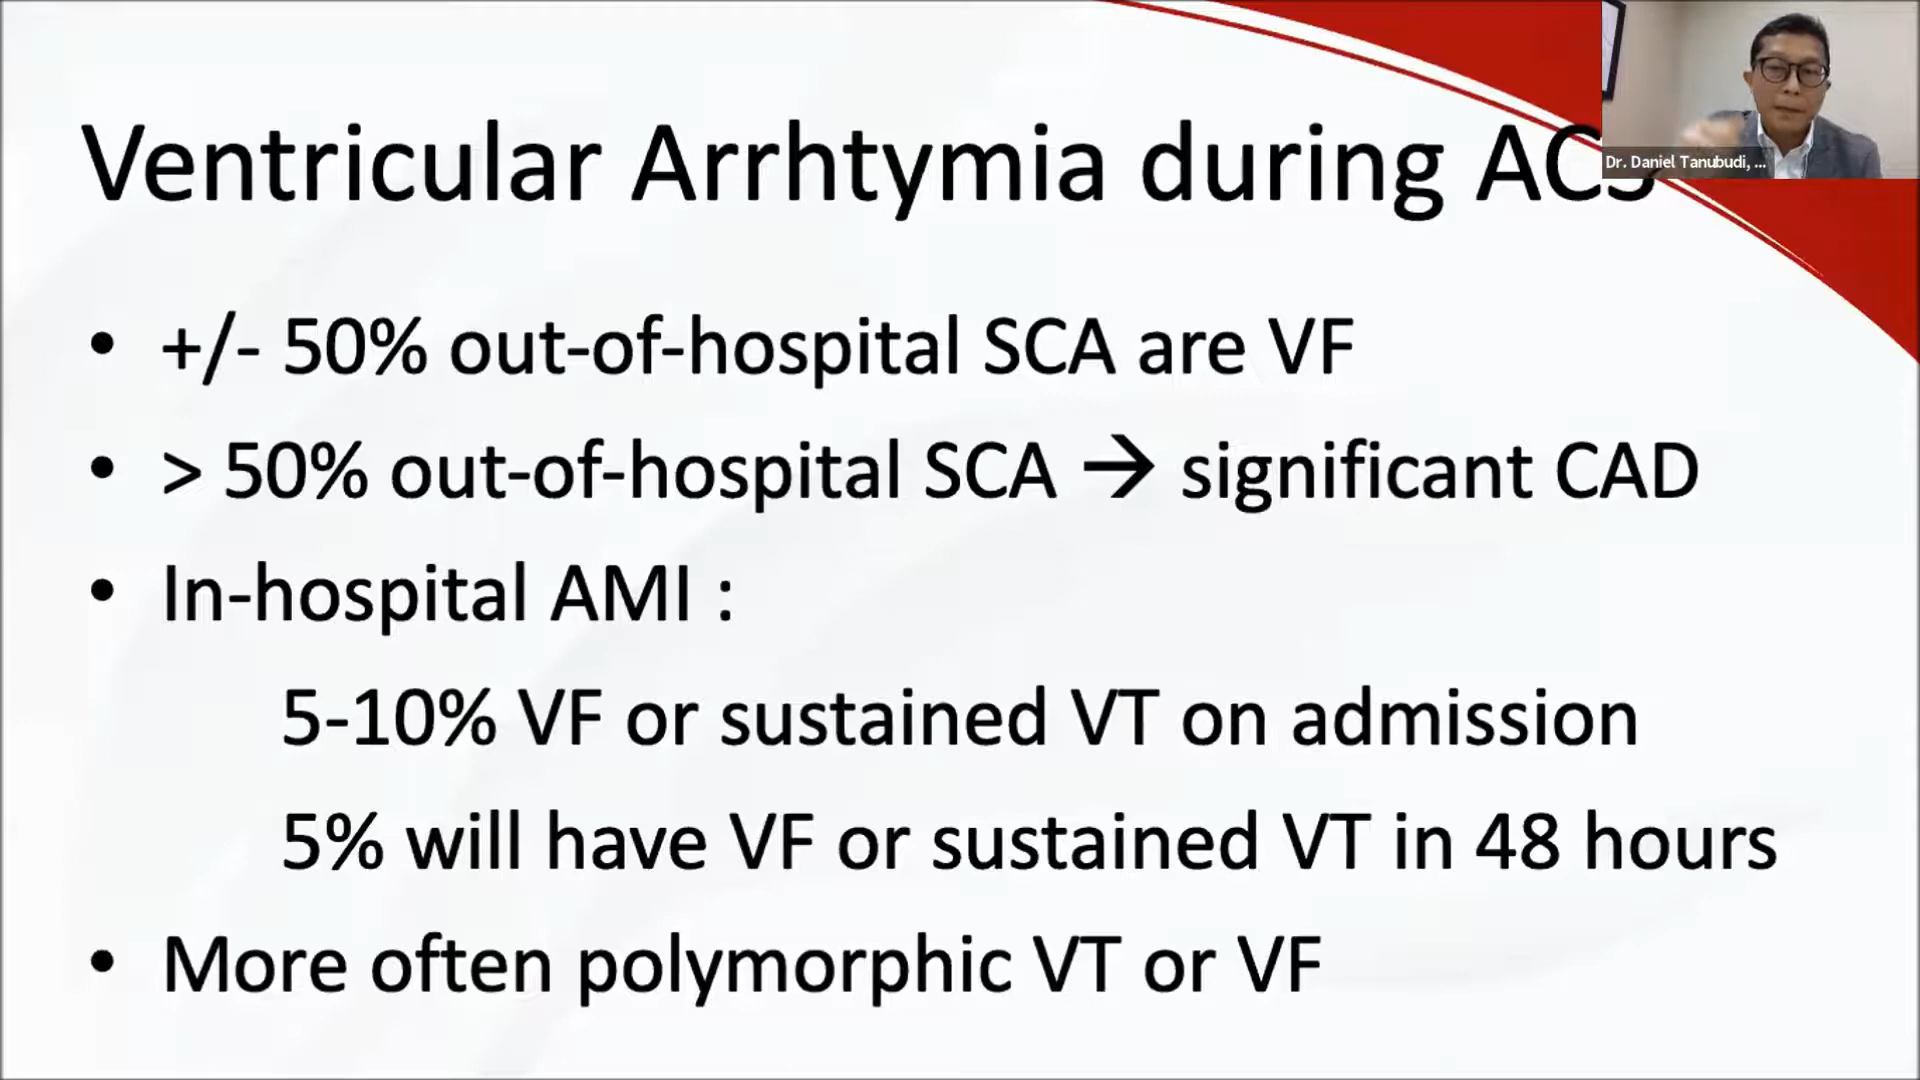 Ventricular Arrhtymia during ACS
Dr. Daniel Tanubudi, ...
• +/- 50% out-of-hospital SCA are VF
• > 50% out-of-hospital SCA → significant CAD
• In-hospital AMI :
5-10% VF or sustained VT on admission
5% will have VF or sustained VT in 48 hours
• More often polymorphic VT or VF